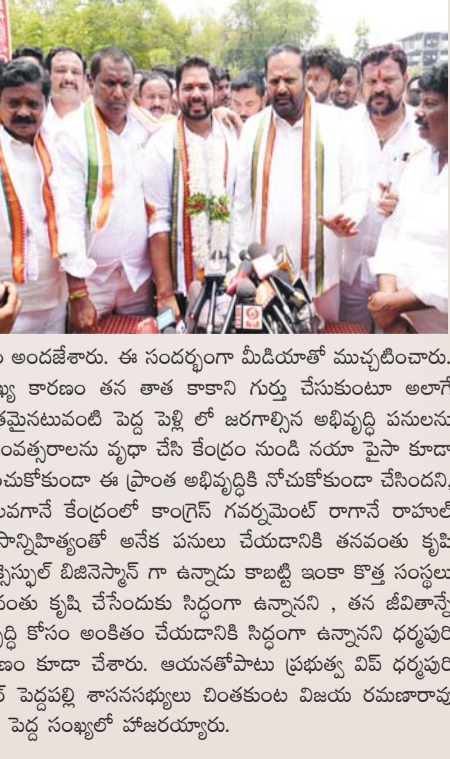 ం అందజేశారు. ఈ సందర్భంగా మీడియాతో ముచ్చటించారు.
ఖ్య కారణం తన తాత కాకాని గుర్తు చేసుకుంటూ అలాగే
తమైనటువంటి పెద్ద పెళ్లి లో జరగాల్సిన అభివృద్ధి పనులను
ంవత్సరాలను వృధా చేసి కేంద్రం నుండి నయా పైసా కూడా
ంచుకోకుండా ఈ ప్రాంత అభివృద్ధికి నోచుకోకుండా చేసిందని,
లవగానే కేంద్రంలో కాంగ్రెస్ గవర్నమెంట్ రాగానే రాహుల్
సాన్నిహిత్యంతో అనేక పనులు చేయడానికి తనవంతు కృషి
క్సెస్ఫుల్ బిజినెస్మాన్ గా ఉన్నాడు కాబట్టి ఇంకా కొత్త సంస్థలు
వంతు కృషి చేసేందుకు సిద్ధంగా ఉన్నానని , తన జీవితాన్నే
వృద్ధి కోసం అంకితం చేయడానికి సిద్ధంగా ఉన్నానని ధర్మపురి
ణం కూడా చేశారు. ఆయనతోపాటు ప్రభుత్వ విప్ ధర్మపురి
ర్ పెద్దపల్లి శాసనసభ్యులు చింతకుంట విజయ రమణారావు
పెద్ద సంఖ్యలో హాజరయ్యారు.